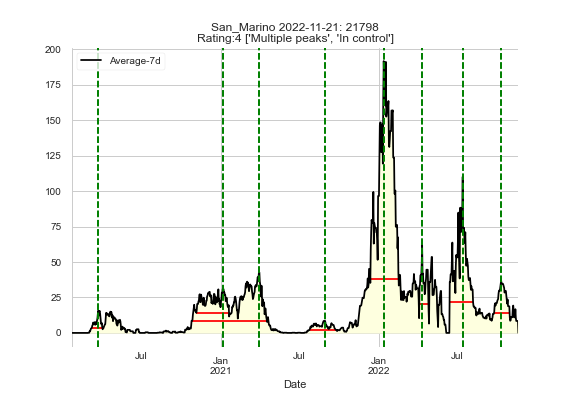 San_Marino 2022-11-21: 21798
Rating:4 ['Multiple peaks', 'In control']
Average-7d
200
175
150
125
100
75
50
25
0
Jul
Jan
2021
Jul
Jan
2022
Jul
Date